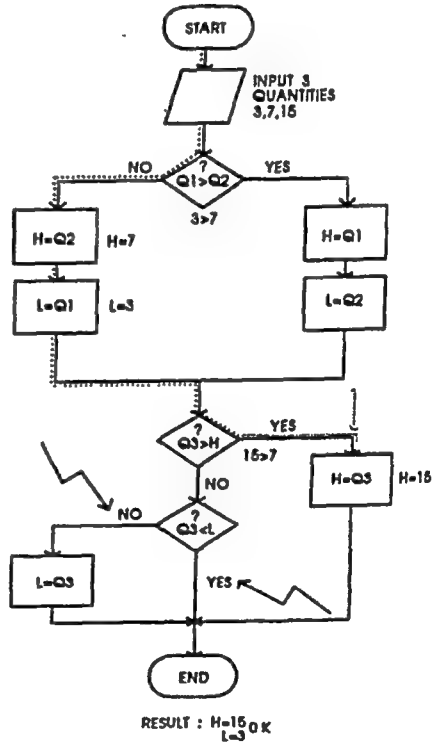 START
INPUT 3
QUANTITIES
3,7,15
NO
?
Q1>Q2
YES
3>7
H=Q2
H=7
H=Q1
L=Q1
L=3
L=Q2
?
Q3>H
YES
15>7
H=Q3
H=15
NO
?
Q3<L
NO
L=Q3
YES
END
RESULT : H=15 OK
L=3